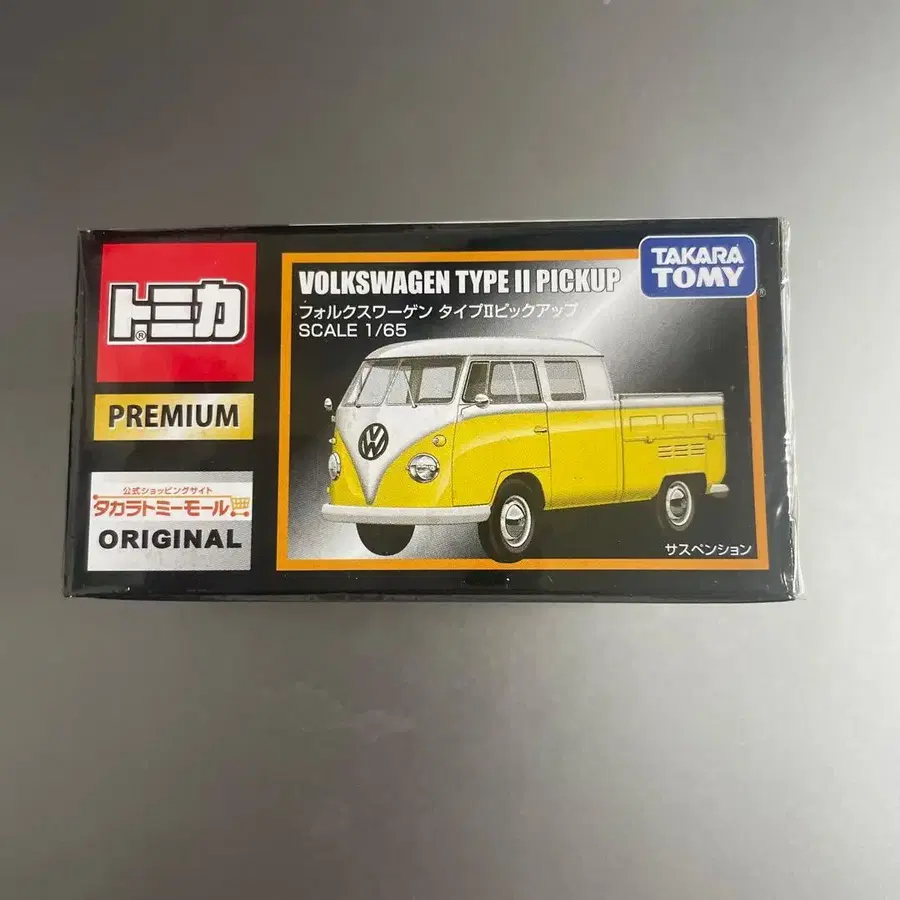 トミカ
®
PREMIUM
公式ショッピングサイト
タカラトミーモール
ORIGINAL
VOLKSWAGEN TYPE II PICKUP
フォルクスワーゲン タイプIIピックアップ
SCALE 1/65
TAKARA
TOMY
®
サスペンション